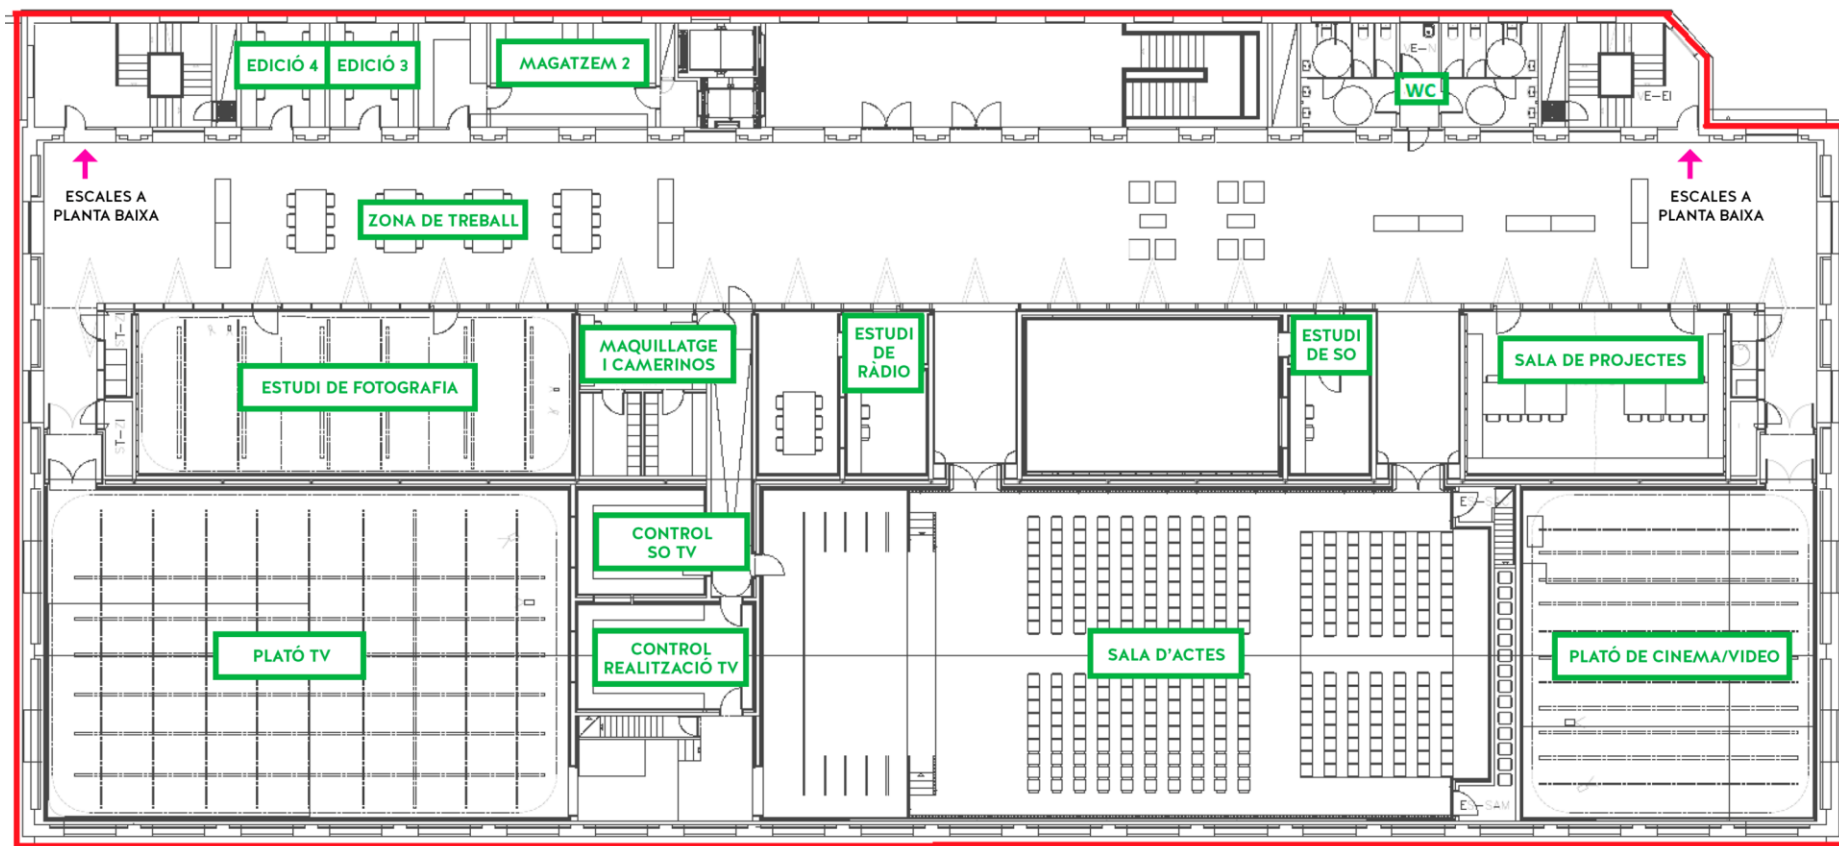 EDICIÓ 4
EDICIÓ 3
MAGATZEM 2
WC
VE-EI
ESCALES A
PLANTA BAIXA
ESCALES A
PLANTA BAIXA
ZONA DE TREBALL
ESTUDI DE FOTOGRAFIA
MAQUILLATGE
I CAMERINOS
ESTUDI
DE
RÀDIO
ESTUDI
DE SO
SALA DE PROJECTES
CONTROL
SO TV
PLATÓ TV
CONTROL
REALITZACIÓ TV
SALA D'ACTES
PLATÓ DE CINEMA/VIDEO